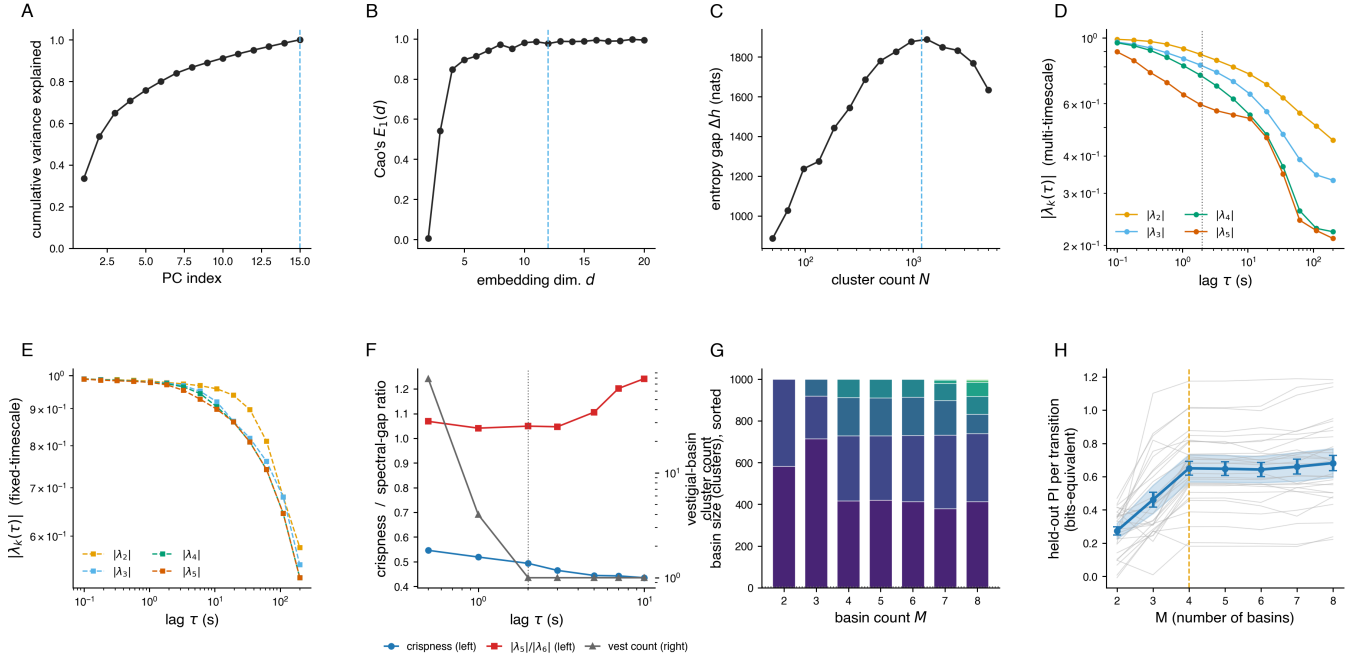 A
cumulative variance explained
1.0
0.8
0.6
0.4
0.2
0.0
2.5
5.0
7.5
10.0
12.5
15.0
PC index
B
Cao's E₁(d)
1.0
0.8
0.6
0.4
0.2
0.0
5
10
15
20
embedding dim. d
C
entropy gap Δh (nats)
1800
1600
1400
1200
1000
10²
10³
cluster count N
D
|λₖ(τ)| (multi-timescale)
10⁰
6 × 10⁻¹
4 × 10⁻¹
3 × 10⁻¹
2 × 10⁻¹
|λ₂|
|λ₃|
|λ₄|
|λ₅|
10⁻¹
10⁰
10¹
10²
lag τ (s)
E
|λₖ(τ)| (fixed-timescale)
10⁰
9 × 10⁻¹
8 × 10⁻¹
7 × 10⁻¹
6 × 10⁻¹
|λ₂|
|λ₃|
|λ₄|
|λ₅|
10⁻¹
10⁰
10¹
10²
lag τ (s)
F
crispness / spectral-gap ratio
1.2
1.1
1.0
0.9
0.8
0.7
0.6
0.5
0.4
10⁰
10¹
lag τ (s)
10¹
10⁰
vestigial-basin
cluster count
crispness (left)
|λ₅|/|λ₆| (left)
vest count (right)
G
basin size (clusters), sorted
1000
800
600
400
200
0
2
3
4
5
6
7
8
basin count M
H
held-out PI per transition
(bits-equivalent)
1.2
1.0
0.8
0.6
0.4
0.2
0.0
2
3
4
5
6
7
8
M (number of basins)